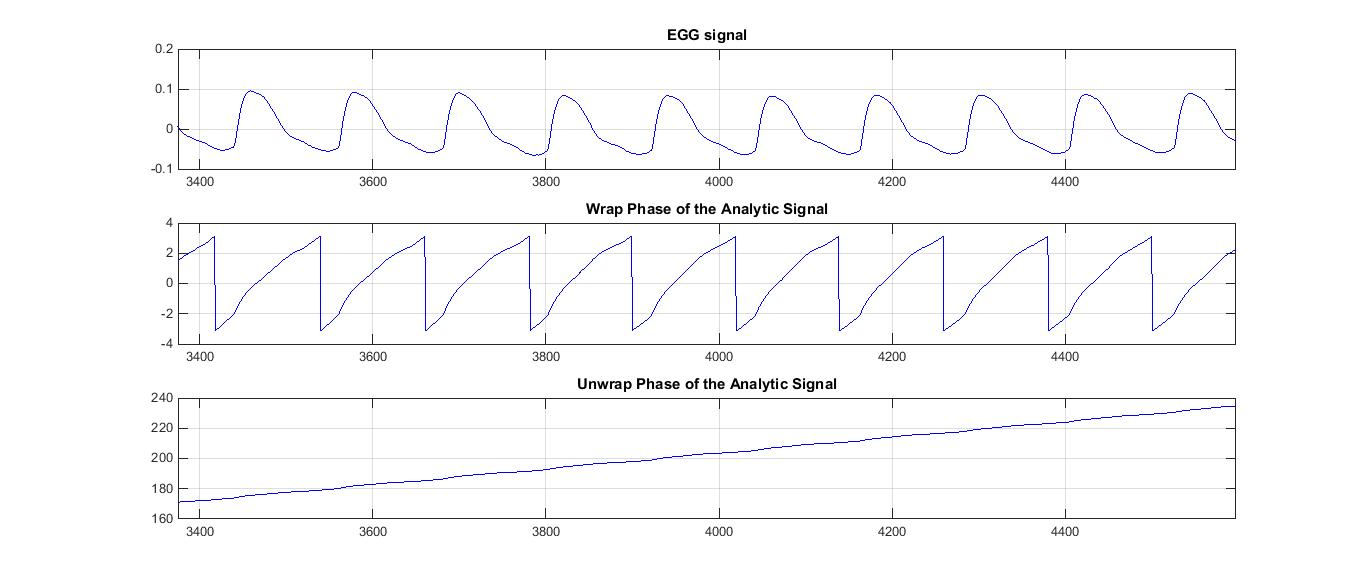 EGG signal
0.2
0.1
0
-0.1
3400 3600 3800 4000 4200 4400
Wrap Phase of the Analytic Signal
4
2
0
-2
-4
3400 3600 3800 4000 4200 4400
Unwrap Phase of the Analytic Signal
240
220
200
180
160
3400 3600 3800 4000 4200 4400